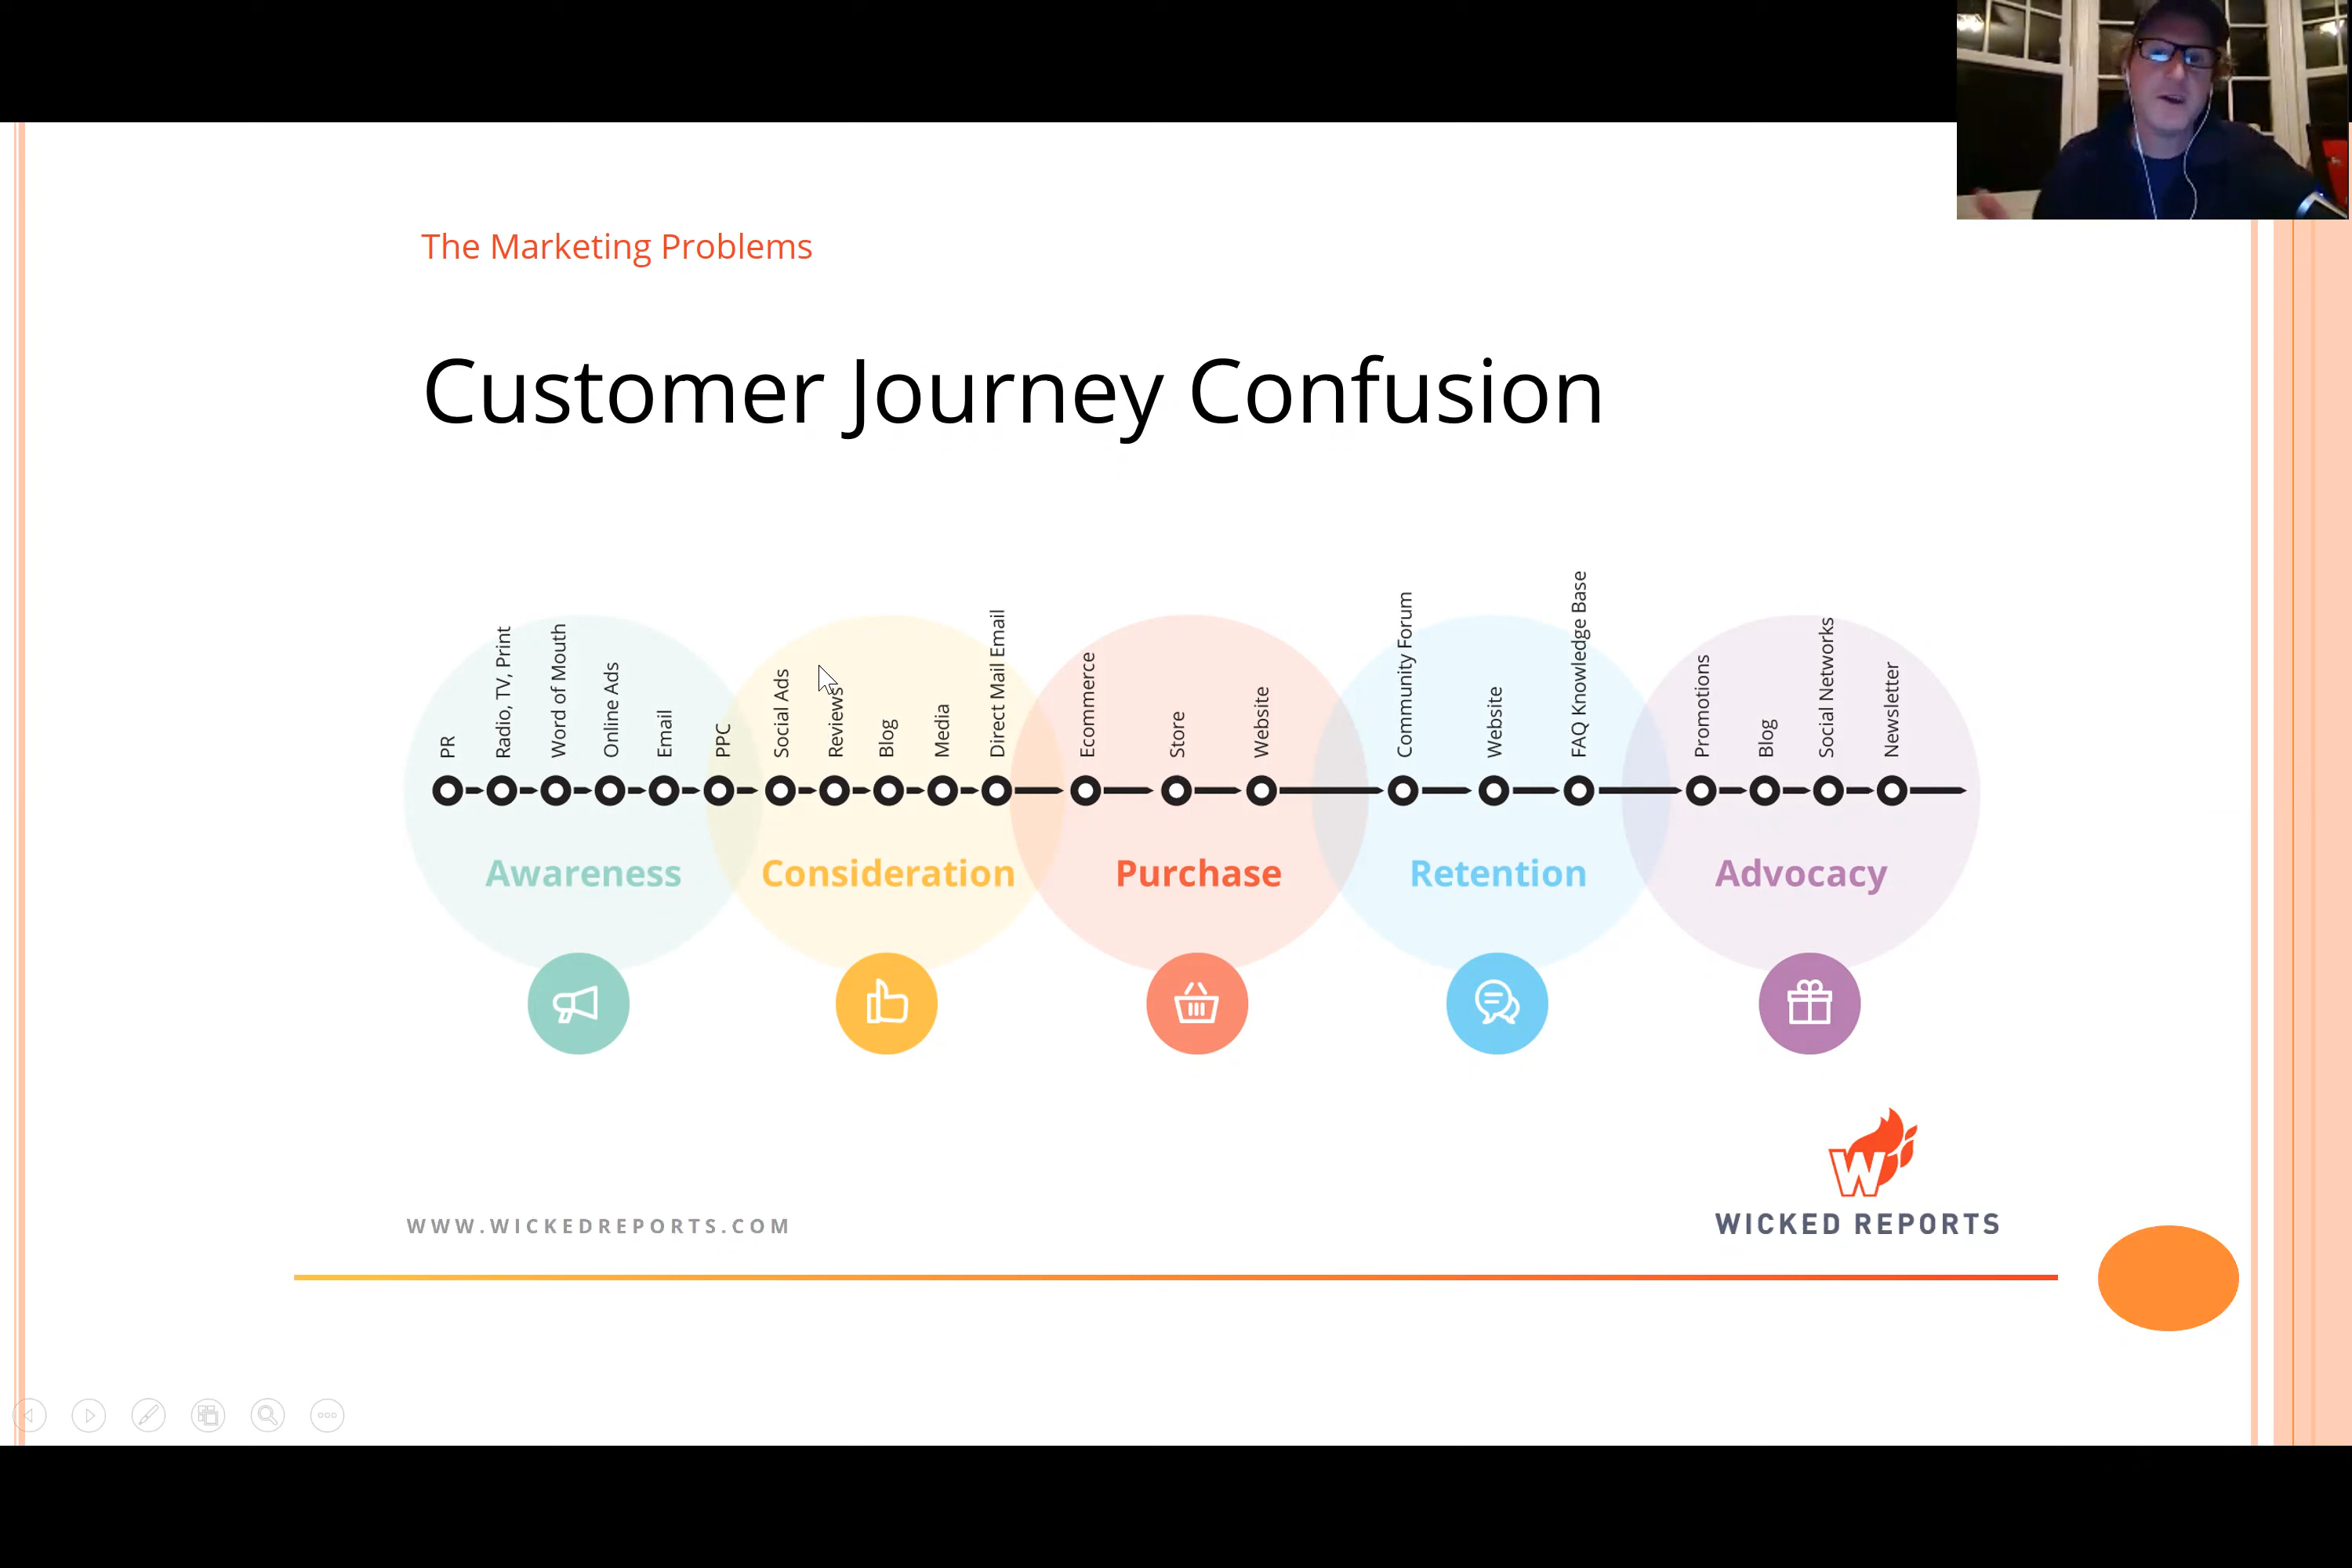 The Marketing Problems
Customer Journey Confusion
PR
Radio, TV, Print
Word of Mouth
Online Ads
Email
PPC
Social Ads
Reviews
Blog
Media
Direct Mail Email
Ecommerce
Store
Website
Community Forum
Website
FAQ Knowledge Base
Promotions
Blog
Social Networks
Newsletter
Awareness
Consideration
Purchase
Retention
Advocacy
W
WWW.WICKEDREPORTS.COM
WICKED REPORTS